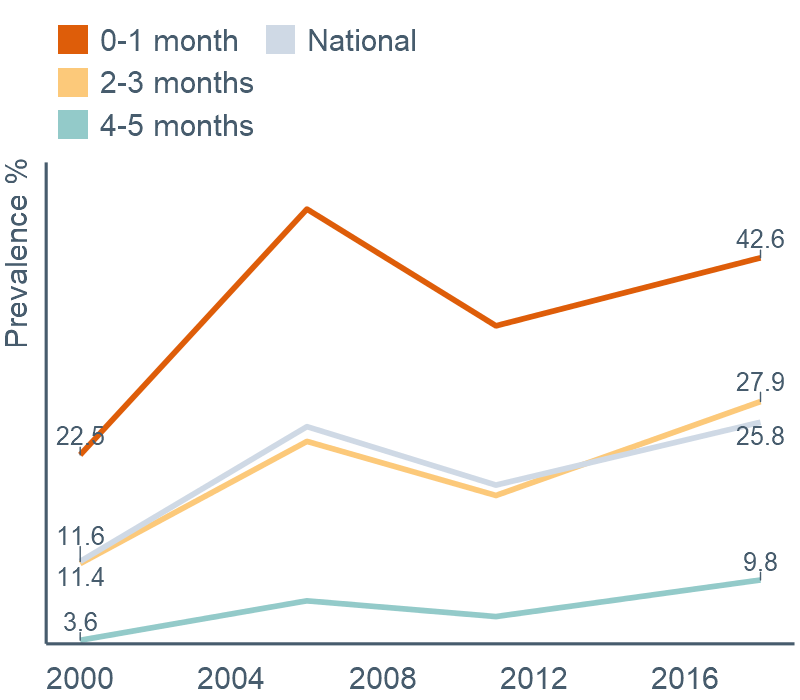 0-1 month
National
2-3 months
4-5 months
Prevalence %
42.6
27.9
22.5
25.8
11.6
11.4
9.8
3.6
2000 2004 2008 2012 2016